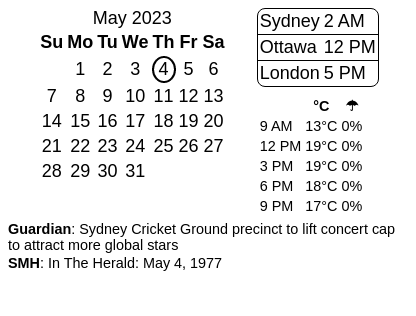 May 2023
Su Mo Tu We Th Fr Sa
1 2 3 4 5 6
7 8 9 10 11 12 13
14 15 16 17 18 19 20
21 22 23 24 25 26 27
28 29 30 31
Sydney 2 AM
Ottawa 12 PM
London 5 PM
°C ☂
9 AM 13°C 0%
12 PM 19°C 0%
3 PM 19°C 0%
6 PM 18°C 0%
9 PM 17°C 0%
Guardian: Sydney Cricket Ground precinct to lift concert cap
to attract more global stars
SMH: In The Herald: May 4, 1977